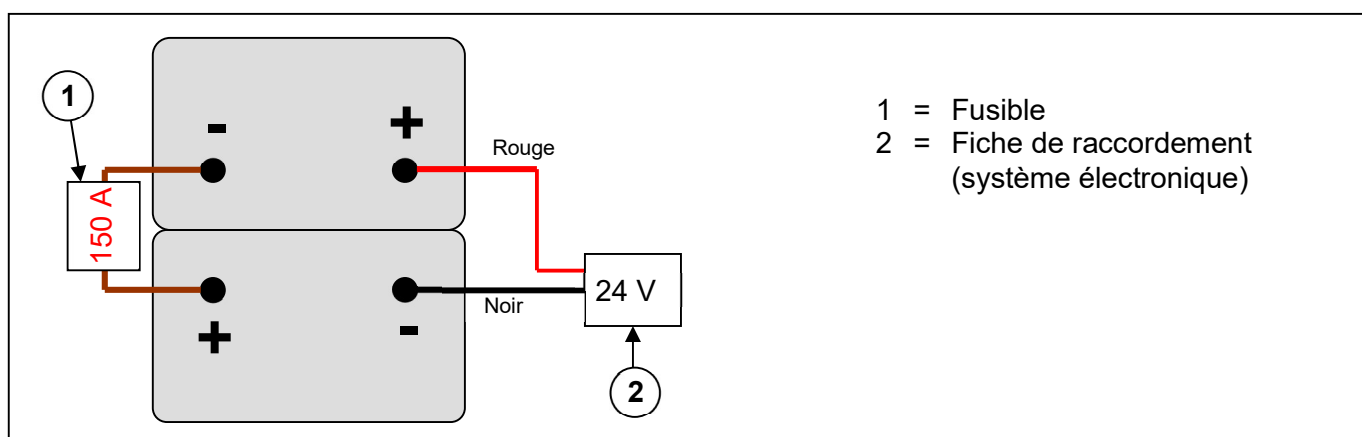 1
-
+
Rouge
150 A
24 V
Noir
+
-
2
1 = Fusible
2 = Fiche de raccordement
(système électronique)